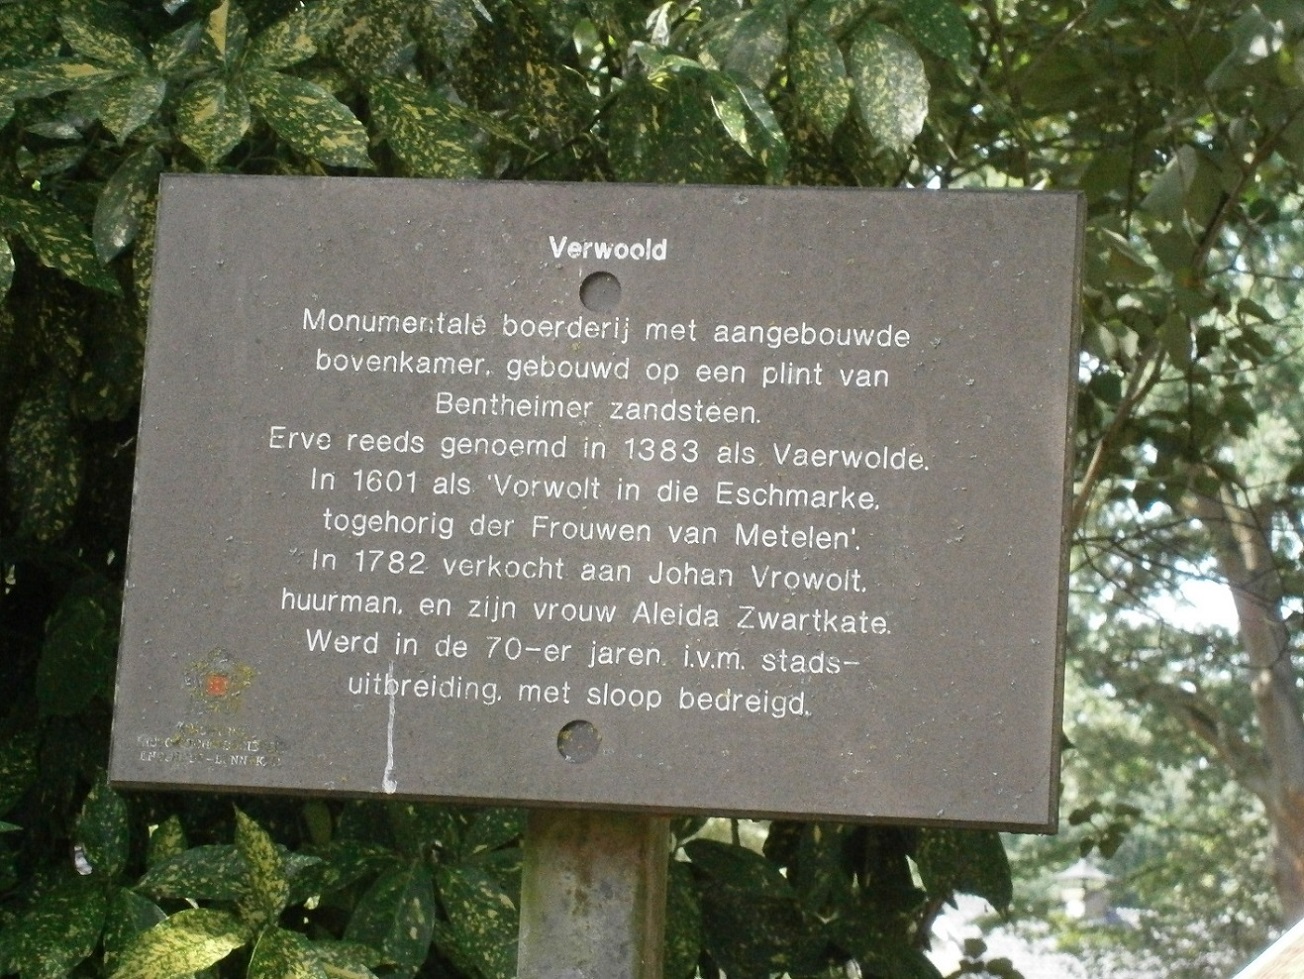 Verwoold
Monumentale boerderij met aangebouwde
bovenkamer, gebouwd op een plint van
Bentheimer zandsteen.
Erve reeds genoemd in 1383 als Vaerwolde.
In 1601 als 'Vorwolt in die Eschmarke,
togehorig der Frouwen van Metelen'.
In 1782 verkocht aan Johan Vrowolt,
huurman, en zijn vrouw Aleida Zwartkate.
Werd in de 70-er jaren, i.v.m. stads-
uitbreiding, met sloop bedreigd.